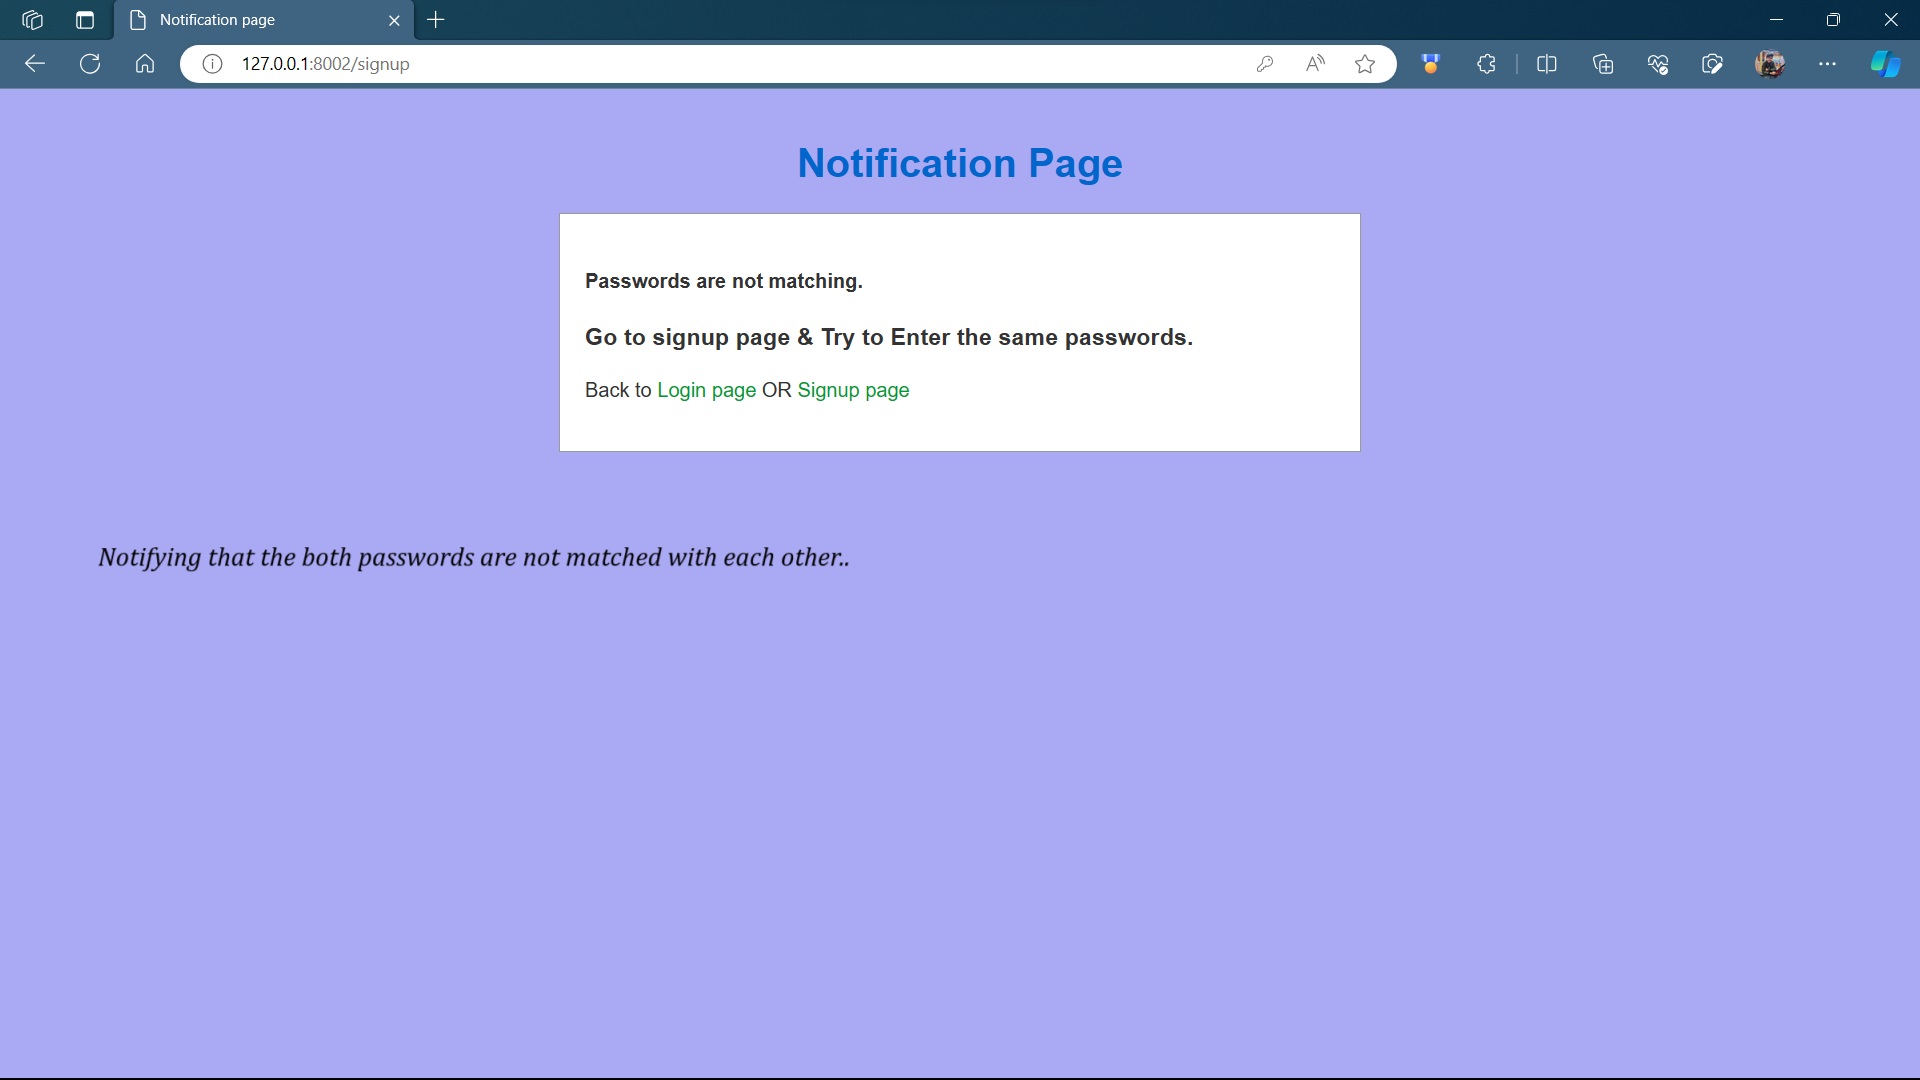 Notification page
127.0.0.1:8002/signup
Notification Page
Passwords are not matching.
Go to signup page & Try to Enter the same passwords.
Back to Login page OR Signup page
Notifying that the both passwords are not matched with each other..